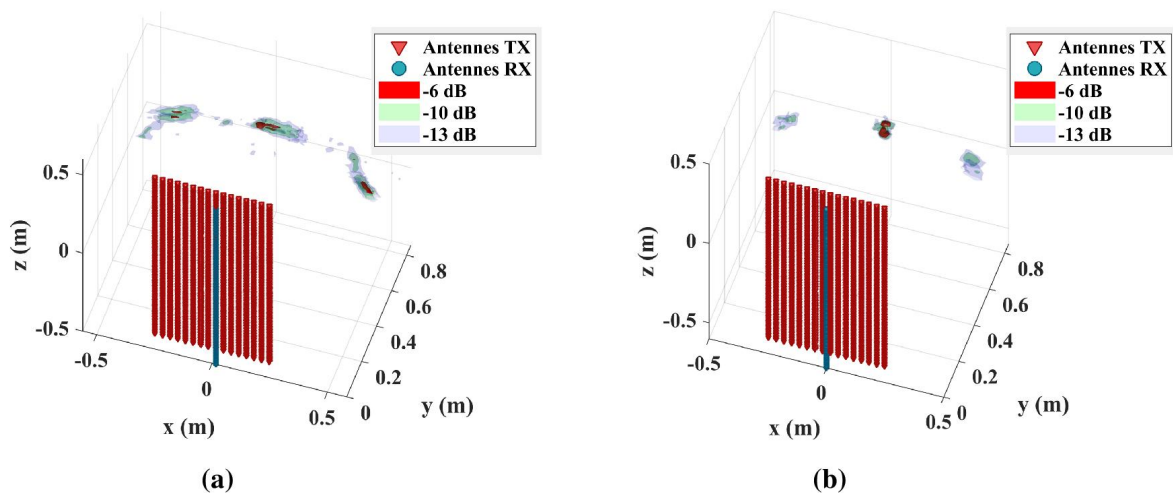 Antennes TX
Antennes RX
-6 dB
-10 dB
-13 dB
0.5
0
-0.5
z (m)
-0.5
0
0.5
x (m)
0
0.2
0.4
0.6
0.8
y (m)
(a)
Antennes TX
Antennes RX
-6 dB
-10 dB
-13 dB
0.5
0
-0.5
z (m)
-0.5
0
0.5
x (m)
0
0.2
0.4
0.6
0.8
y (m)
(b)